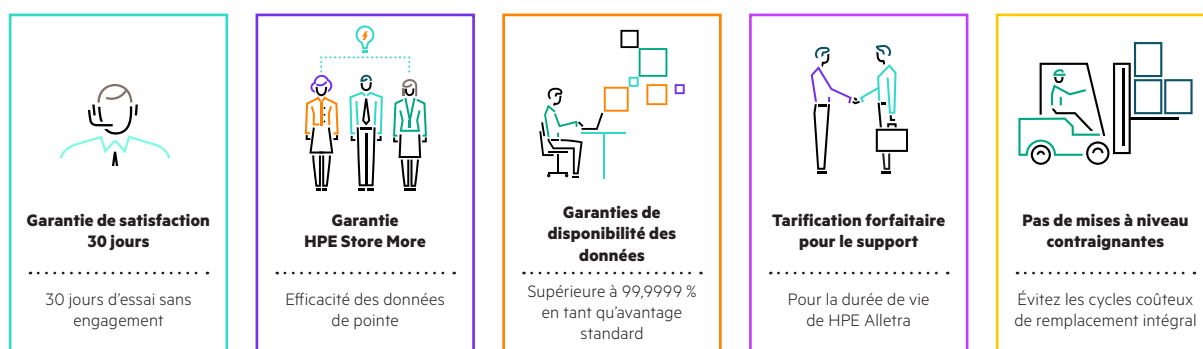 Garantie de satisfaction
30 jours
30 jours d'essai sans
engagement
Garantie
HPE Store More
Efficacité des données
de pointe
Garanties de
disponibilité des
données
Supérieure à 99,9999 %
en tant qu'avantage
standard
Tarification forfaitaire
pour le support
Pour la durée de vie
de HPE Alletra
Pas de mises à niveau
contraignantes
Évitez les cycles coûteux
de remplacement intégral